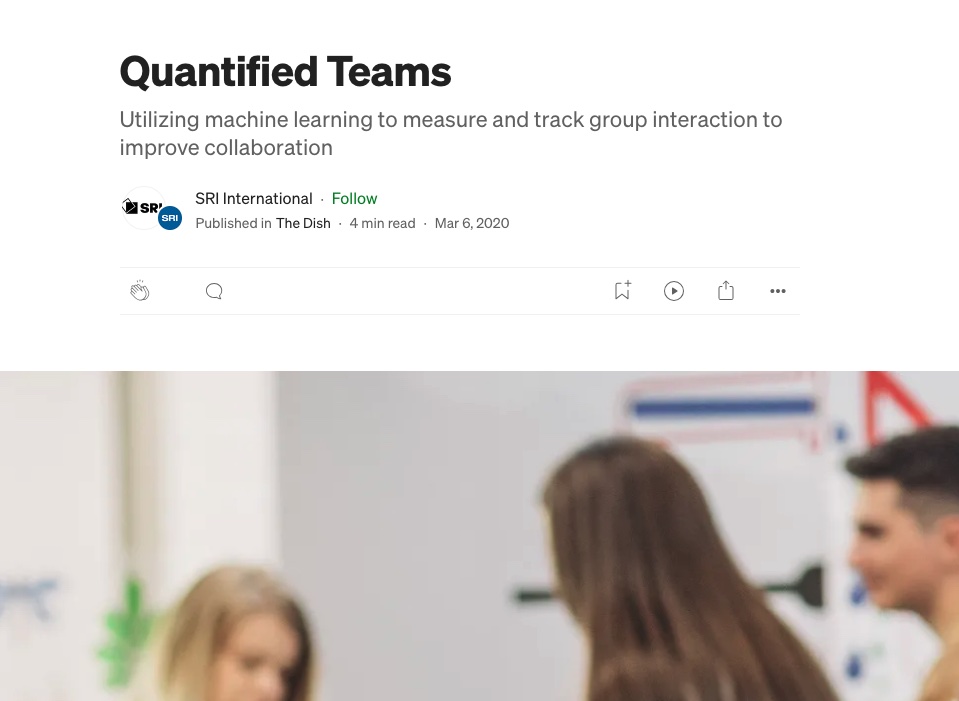 Quantified Teams
Utilizing machine learning to measure and track group interaction to
improve collaboration
SRI
SRI
SRI International · Follow
Published in The Dish · 4 min read · Mar 6, 2020